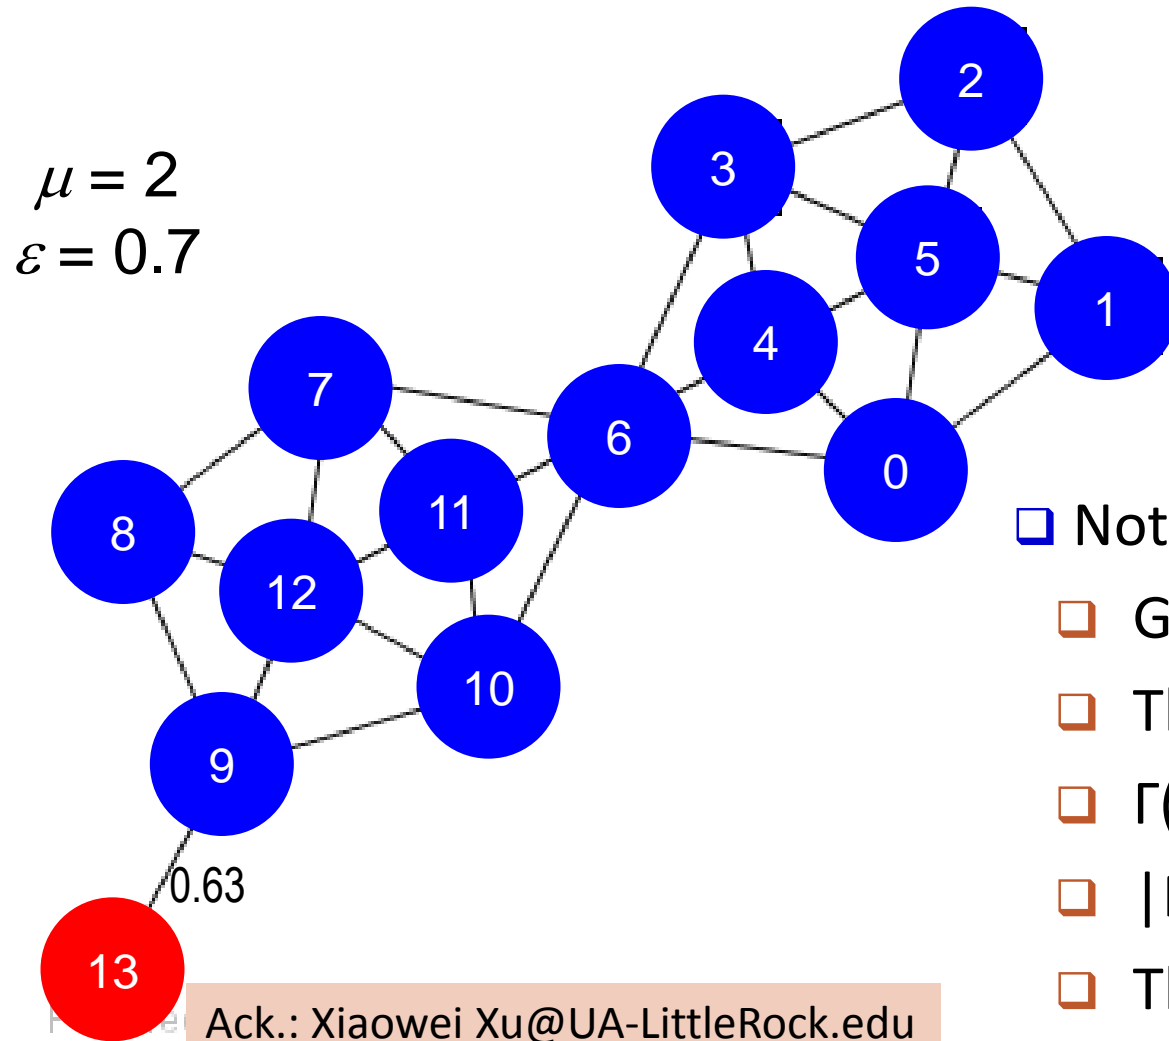 μ = 2
ε = 0.7
2
3
5
1
4
7
6
0
11
8
12
10
9
0.63
13
❑ Not
❑ G
❑ Tl
❑ Γ(
❑
❑ Tl
Ack.: Xiaowei Xu@UA-LittleRock.edu